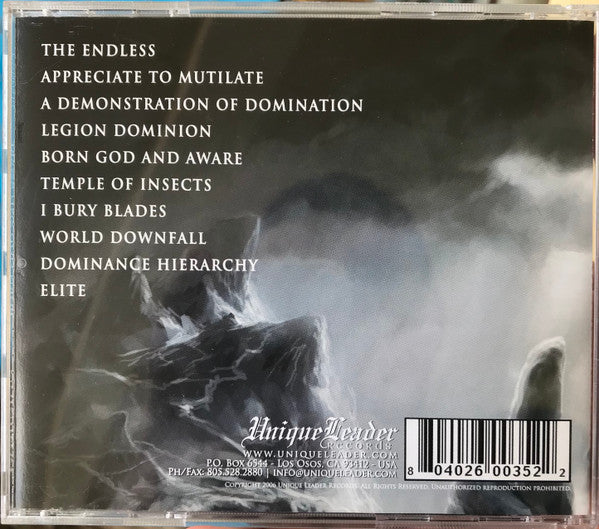 THE ENDLESS
APPRECIATE TO MUTILATE
A DEMONSTRATION OF DOMINATION
LEGION DOMINION
BORN GOD AND AWARE
TEMPLE OF INSECTS
I BURY BLADES
WORLD DOWNFALL
DOMINANCE HIERARCHY
ELITE
Unique Leader
Records
WWW.UNIQUELEADER.COM
P.O. BOX 6544 - LOS OSOS, CA 93412 - USA
PH/FAX: 805.528.2880 | INFO@UNIQUELEADER.COM
COPYRIGHT 2006 UNIQUE LEADER RECORDS. ALL RIGHTS RESERVED. UNAUTHORIZED REPRODUCTION PROHIBITED.
8 04026 00352 2